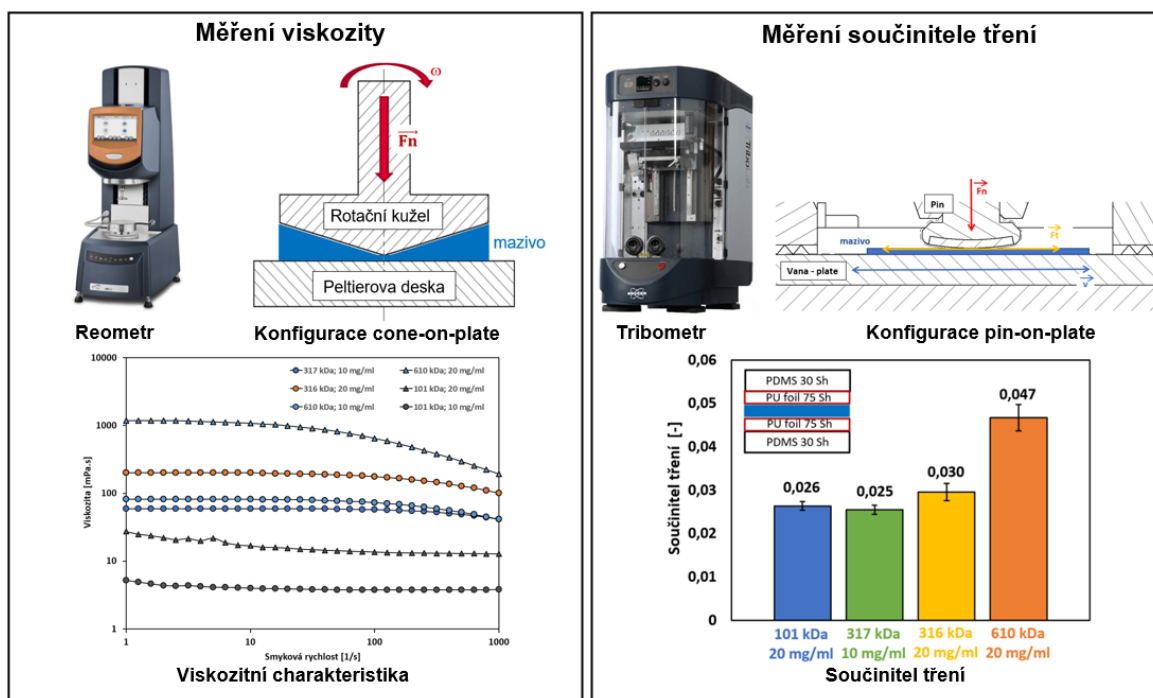 Měření viskozity
ω
Fn
Rotační kužel
mazivo
Peltierova deska
Reometr
Konfigurace cone-on-plate
10000
1000
100
10
1
Viskozita [mPa.s]
317 kDa; 10 mg/ml
610 kDa; 20 mg/ml
316 kDa; 20 mg/ml
101 kDa; 20 mg/ml
610 kDa; 10 mg/ml
101 kDa; 10 mg/ml
1
10
100
1000
Smyková rychlost [1/s]
Viskozitní charakteristika
Měření součinitele tření
Pin
Fn
Ft
mazivo
Vana - plate
v
Tribometr
Konfigurace pin-on-plate
0,06
0,05
0,04
0,03
0,02
0,01
0
Součinitel tření [-]
PDMS 30 Sh
PU foil 75 Sh
PU foil 75 Sh
PDMS 30 Sh
0,026
0,025
0,030
0,047
101 kDa
20 mg/ml
317 kDa
10 mg/ml
316 kDa
20 mg/ml
610 kDa
20 mg/ml
Součinitel tření